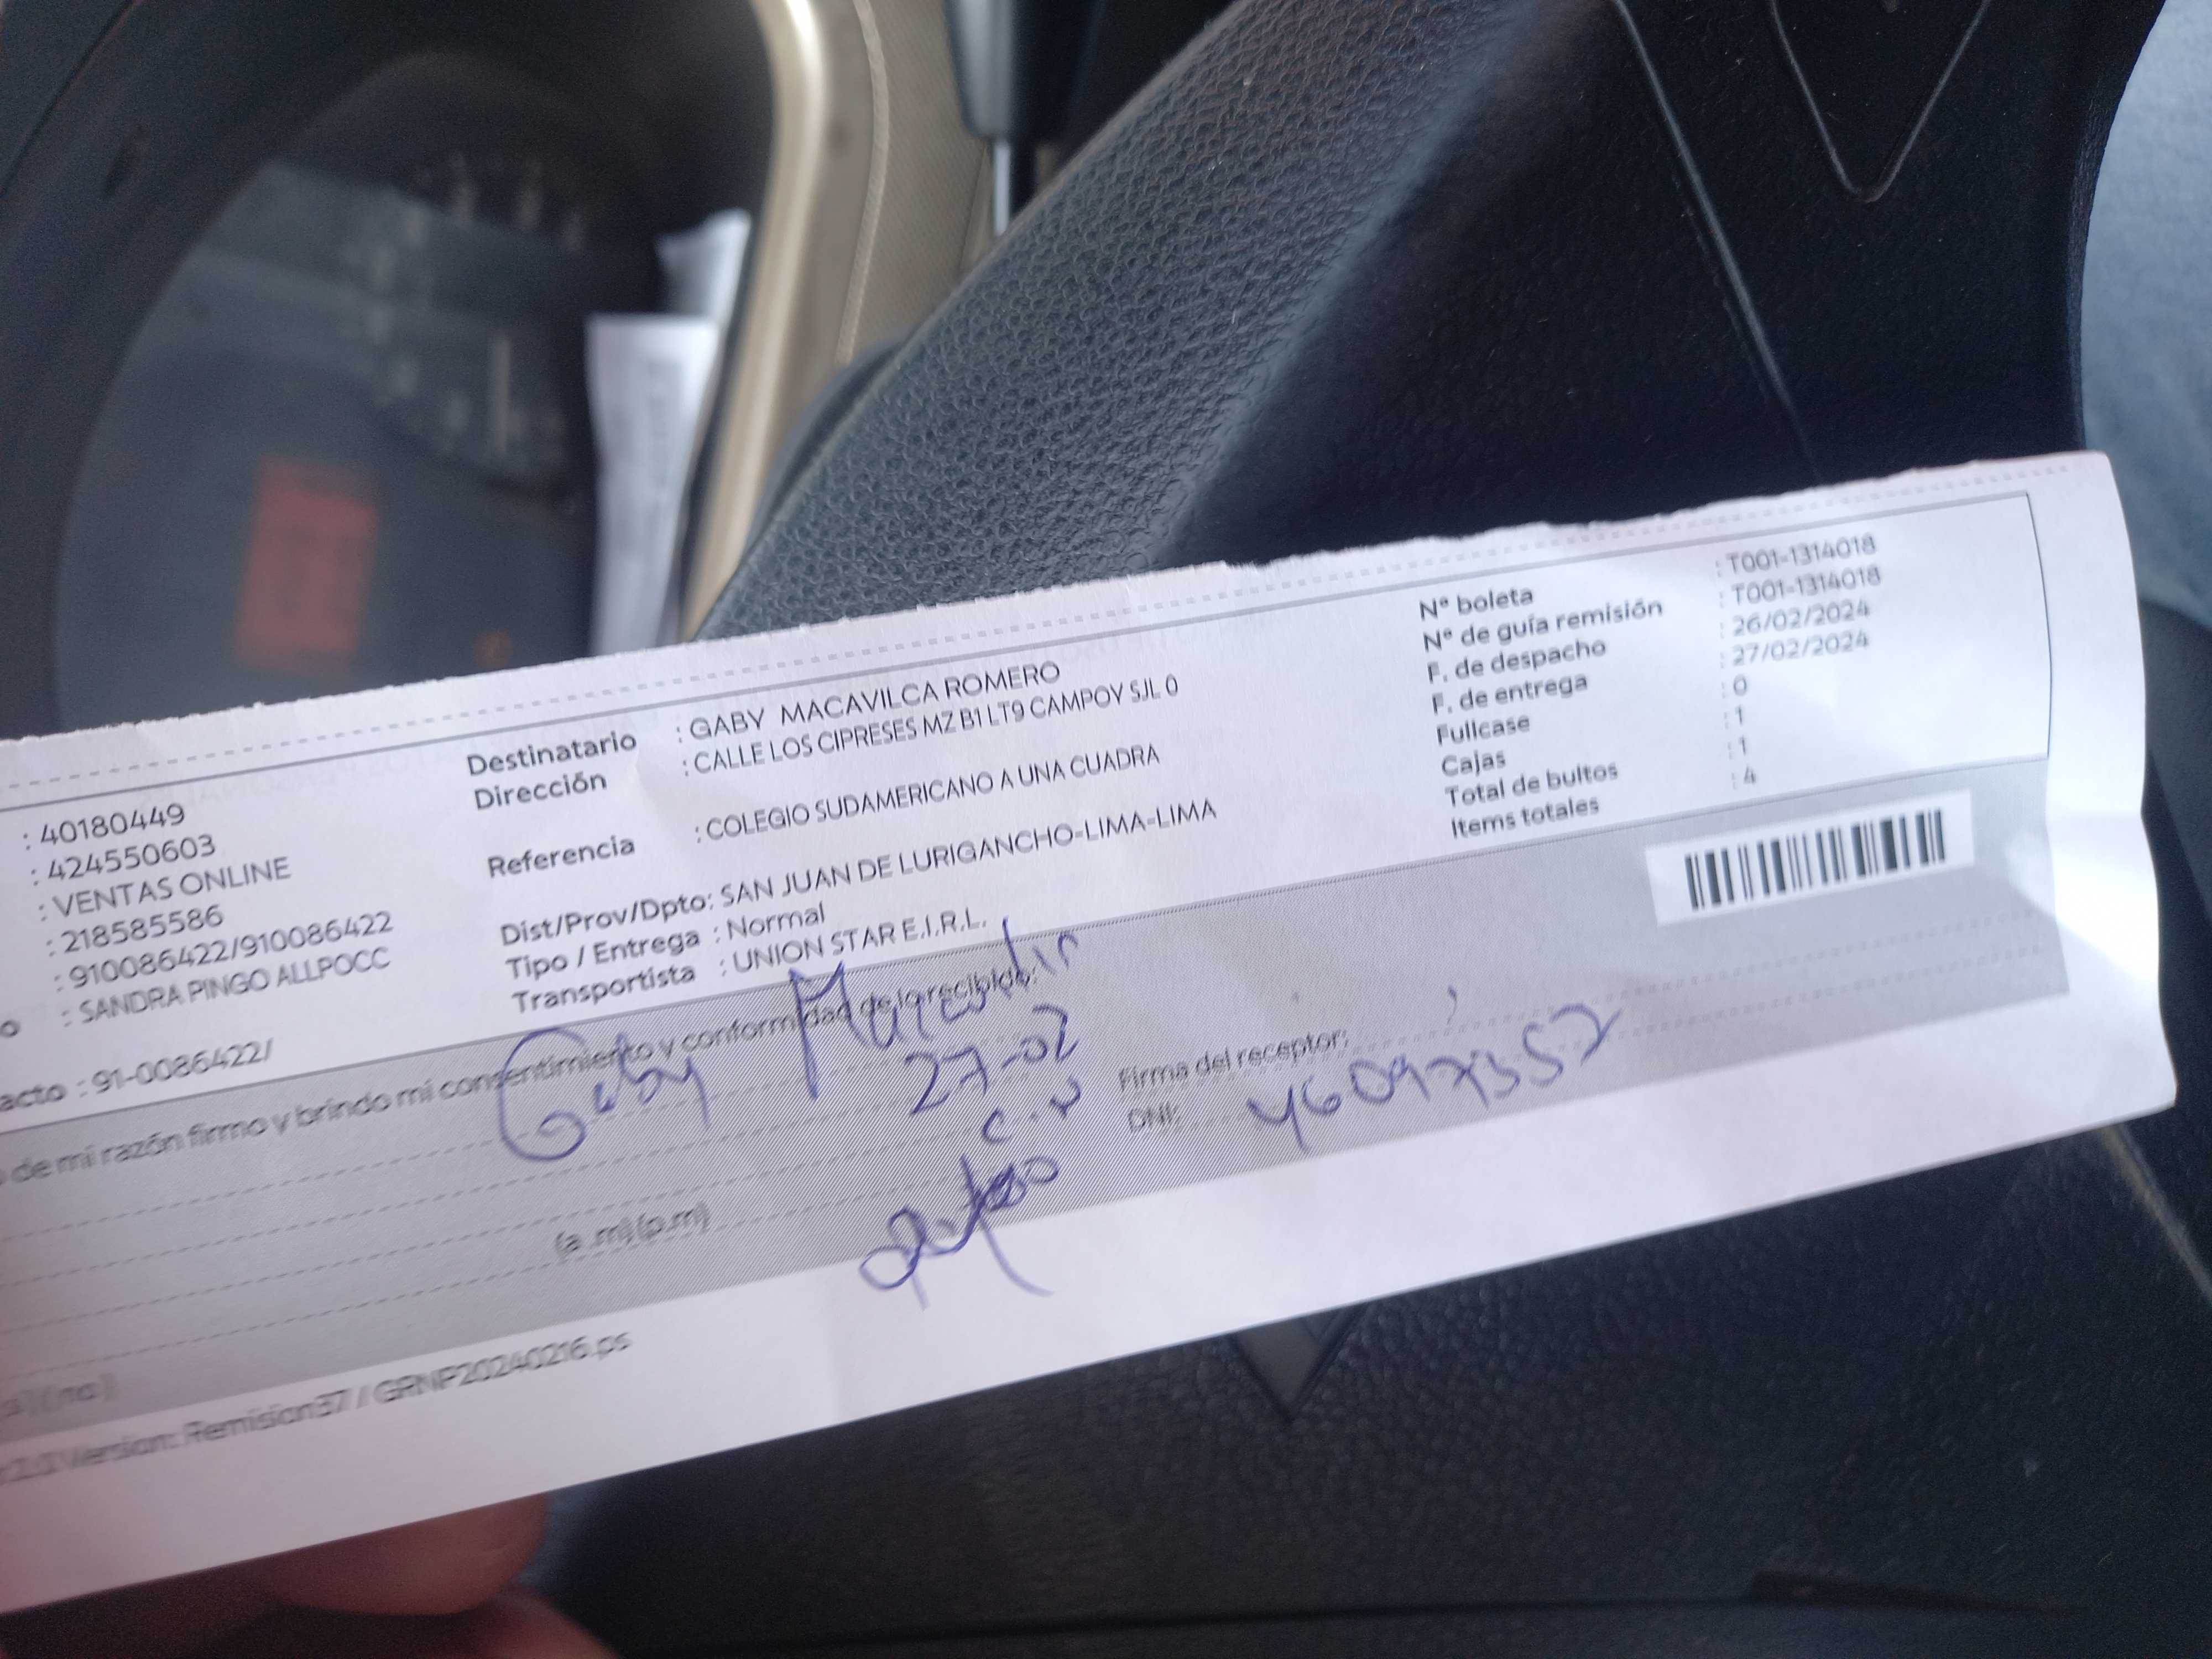 : 40180449
: 424550603
: VENTAS ONLINE
: 218585586
: 910086422/910086422
o : SANDRA PINGO ALLPOCC
acto : 91-0086422/
Destinatario : GABY MACAVILCA ROMERO
Dirección : CALLE LOS CIPRESES MZ B1 LT9 CAMPOY SJL 0
Referencia : COLEGIO SUDAMERICANO A UNA CUADRA
Dist/Prov/Dpto: SAN JUAN DE LURIGANCHO-LIMA-LIMA
Tipo / Entrega : Normal
Transportista : UNION STAR E.I.R.L.
N° boleta : T001-1314018
N° de guía remisión : T001-1314018
F. de despacho : 26/02/2024
F. de entrega : 27/02/2024
Fullcase : 0
Cajas : 1
Total de bultos : 1
Items totales : 4
de mi razón firmo y brindo mi consentimiento y conformidad de lo recibido:
Gaby
27-02
(a .m) (p.m)
Firma del receptor:
DNI:
( no )
Version: Remision37 / GRNP20240216.ps